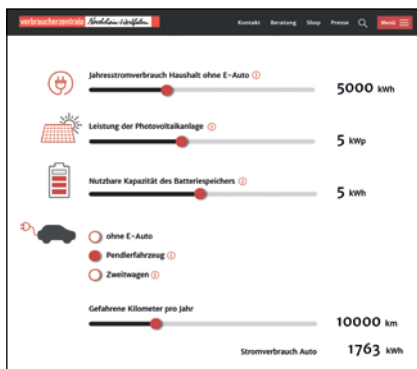 verbraucherzentrale Nordrhein-Westfalen
Kontakt Beratung Shop Presse Menü
Jahresstromverbrauch Haushalt ohne E-Auto
5000 kWh
Leistung der Photovoltaikanlage
5 kWp
Nutzbare Kapazität des Batteriespeichers
5 kWh
ohne E-Auto
Pendlerfahrzeug
Zweitwagen
Gefahrene Kilometer pro Jahr
10000 km
Stromverbrauch Auto 1763 kWh